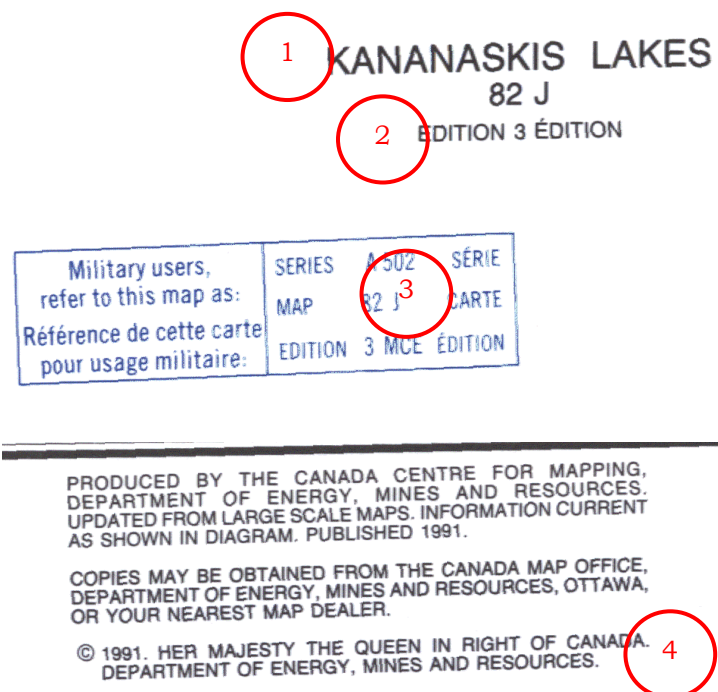 1
KANANASKIS LAKES
82 J
2
EDITION 3 ÉDITION
Military users,
refer to this map as:
Référence de cette carte
pour usage militaire:
SERIES A 502 SÉRIE
MAP 82 J CARTE
EDITION 3 MCE ÉDITION
3
PRODUCED BY THE CANADA CENTRE FOR MAPPING,
DEPARTMENT OF ENERGY, MINES AND RESOURCES.
UPDATED FROM LARGE SCALE MAPS. INFORMATION CURRENT
AS SHOWN IN DIAGRAM. PUBLISHED 1991.
COPIES MAY BE OBTAINED FROM THE CANADA MAP OFFICE,
DEPARTMENT OF ENERGY, MINES AND RESOURCES, OTTAWA,
OR YOUR NEAREST MAP DEALER.
© 1991. HER MAJESTY THE QUEEN IN RIGHT OF CANADA.
DEPARTMENT OF ENERGY, MINES AND RESOURCES.
4